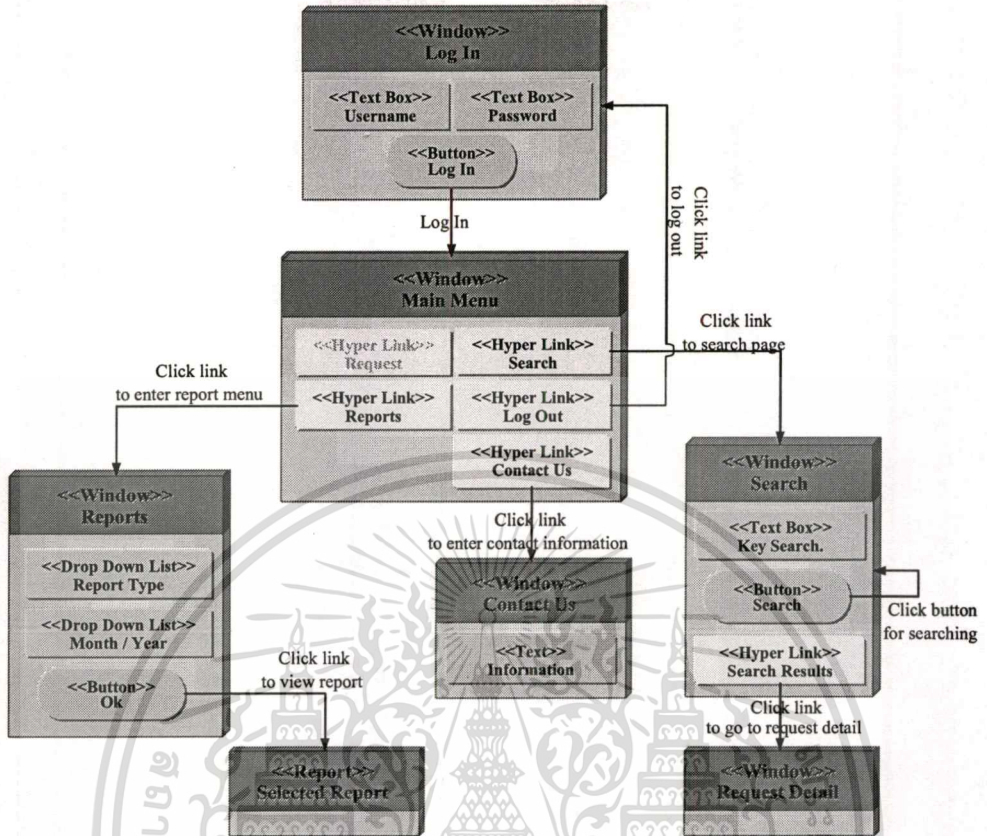 <<Window>>
Log In
<<Text Box>>
Username
<<Text Box>>
Password
<<Button>>
Log In
Log In
Click link
to log out
<<Window>>
Main Menu
<<Hyper Link>>
Request
<<Hyper Link>>
Search
<<Hyper Link>>
Reports
<<Hyper Link>>
Log Out
<<Hyper Link>>
Contact Us
Click link
to search page
Click link
to enter report menu
<<Window>>
Reports
<<Drop Down List>>
Report Type
<<Drop Down List>>
Month / Year
<<Button>>
Ok
Click link
to view report
<<Report>>
Selected Report
Click link
to enter contact information
<<Window>>
Contact Us
<<Text>>
Information
<<Window>>
Search
<<Text Box>>
Key Search.
<<Button>>
Search
Click button
for searching
<<Hyper Link>>
Search Results
Click link
to go to request detail
<<Window>>
Request Detail